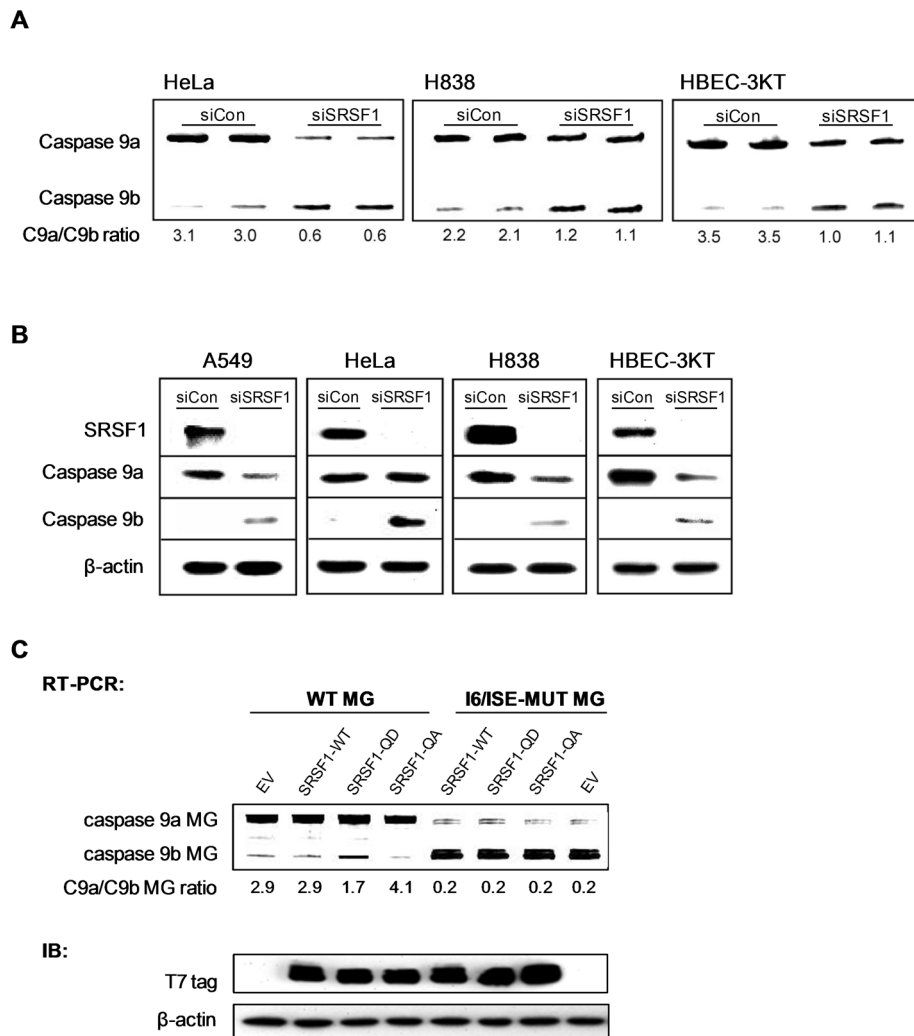 A
HeLa H838 HBEC-3KT
siCon siSRSF1 siCon siSRSF1 siCon siSRSF1
Caspase 9a
Caspase 9b
C9a/C9b ratio 3.1 3.0 0.6 0.6 2.2 2.1 1.2 1.1 3.5 3.5 1.0 1.1
B
A549 HeLa H838 HBEC-3KT
siCon siSRSF1 siCon siSRSF1 siCon siSRSF1 siCon siSRSF1
SRSF1
Caspase 9a
Caspase 9b
β-actin
C
RT-PCR:
WT MG I6/ISE-MUT MG
EV SRSF1-WT SRSF1-QD SRSF1-QA SRSF1-WT SRSF1-QD SRSF1-QA EV
caspase 9a MG
caspase 9b MG
C9a/C9b MG ratio 2.9 2.9 1.7 4.1 0.2 0.2 0.2 0.2
IB:
T7 tag
β-actin